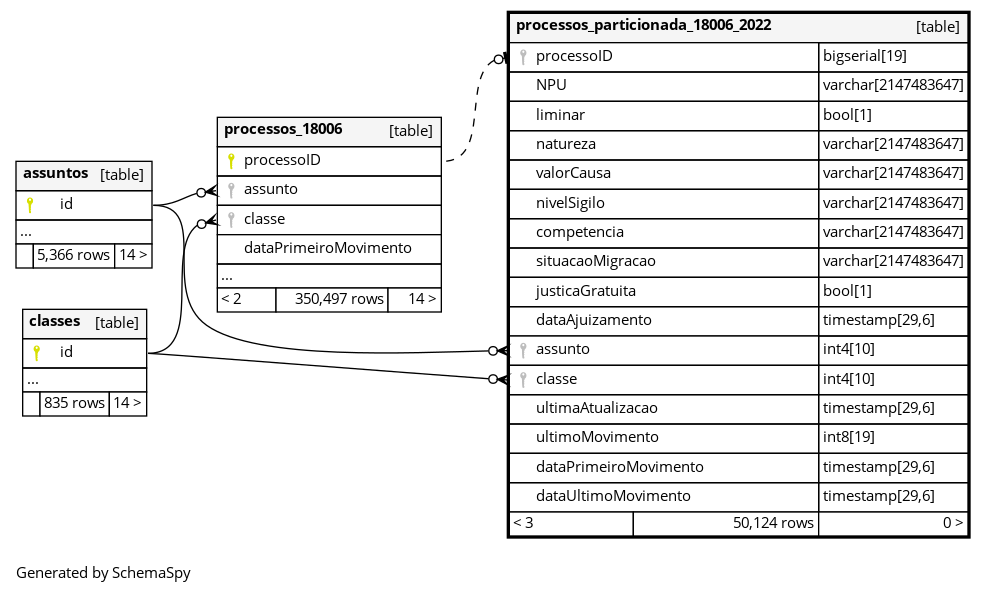 processos_particionada_18006_2022 [table]
processoID bigserial[19]
NPU varchar[2147483647]
liminar bool[1]
natureza varchar[2147483647]
valorCausa varchar[2147483647]
nivelSigilo varchar[2147483647]
competencia varchar[2147483647]
situacaoMigracao varchar[2147483647]
justicaGratuita bool[1]
dataAjuizamento timestamp[29,6]
assunto int4[10]
classe int4[10]
ultimaAtualizacao timestamp[29,6]
ultimoMovimento int8[19]
dataPrimeiroMovimento timestamp[29,6]
dataUltimoMovimento timestamp[29,6]
< 3 50,124 rows 0 >
processos_18006 [table]
processoID
assunto
classe
dataPrimeiroMovimento
...
< 2 350,497 rows 14 >
assuntos [table]
id
...
5,366 rows 14 >
classes [table]
id
...
835 rows 14 >
Generated by SchemaSpy